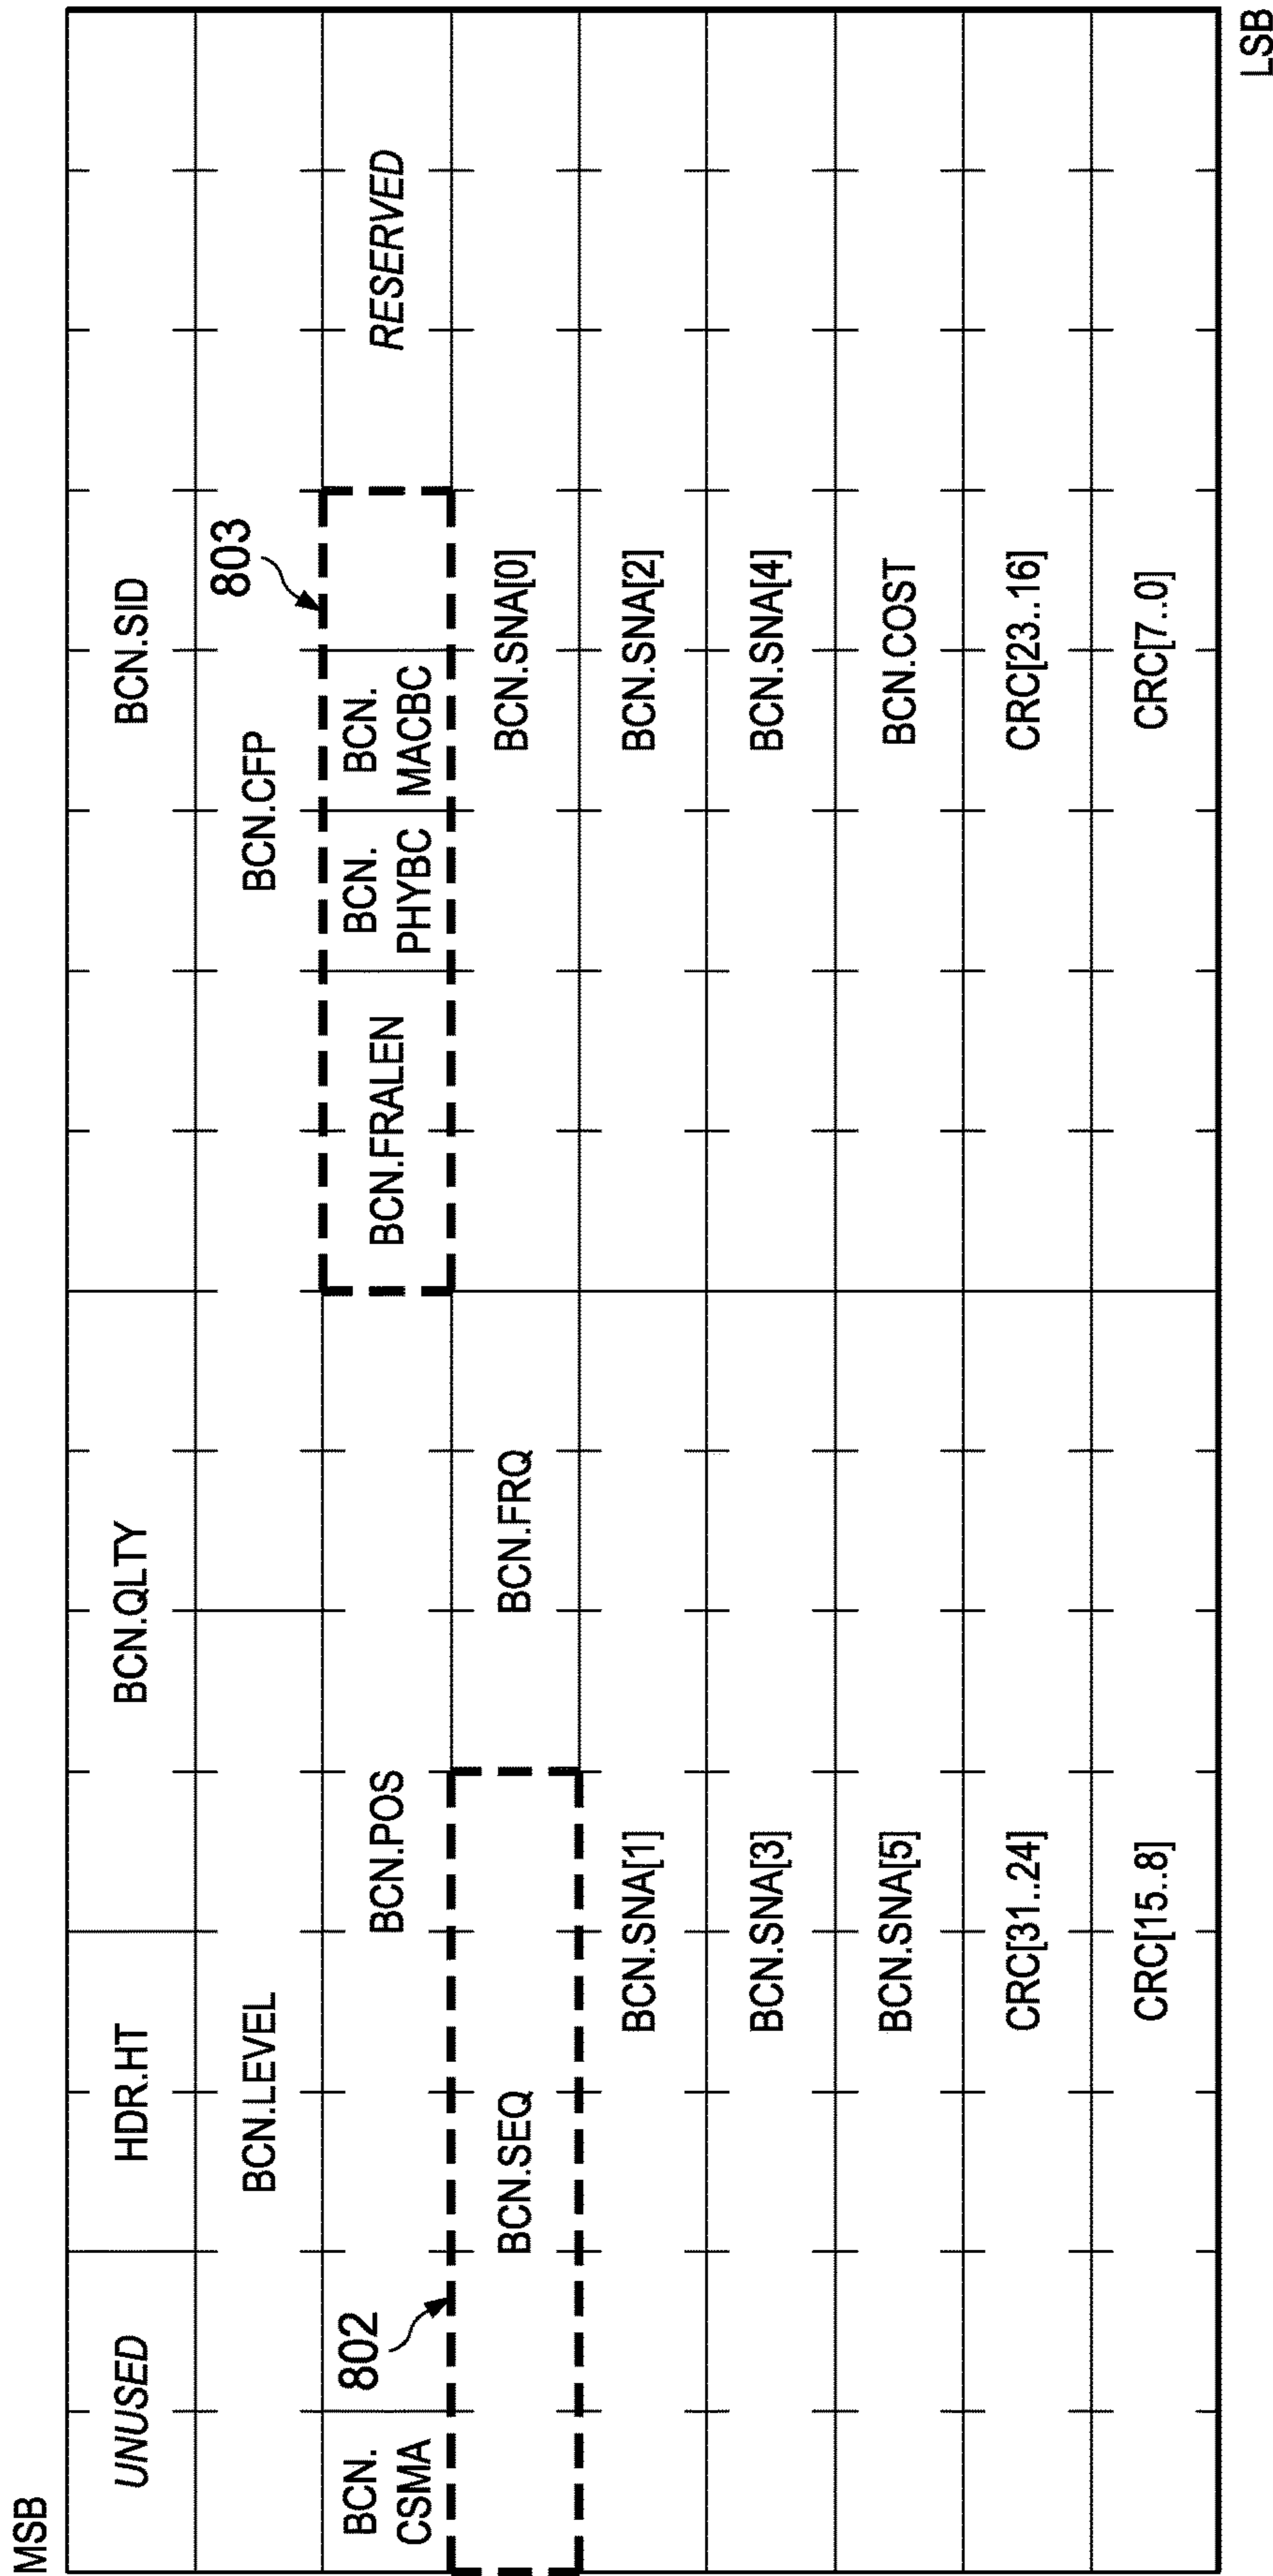 MSB
UNUSED
HDR.HT
BCN.QLTY
BCN.SID
BCN.LEVEL
BCN.CFP
BCN.
CSMA
BCN.POS
BCN.FRALEN
BCN.
PHYBC
BCN.
MACBC
RESERVED
802
803
BCN.SEQ
BCN.FRQ
BCN.SNA[0]
BCN.SNA[1]
BCN.SNA[2]
BCN.SNA[3]
BCN.SNA[4]
BCN.SNA[5]
BCN.COST
CRC[31..24]
CRC[23..16]
CRC[15..8]
CRC[7..0]
LSB